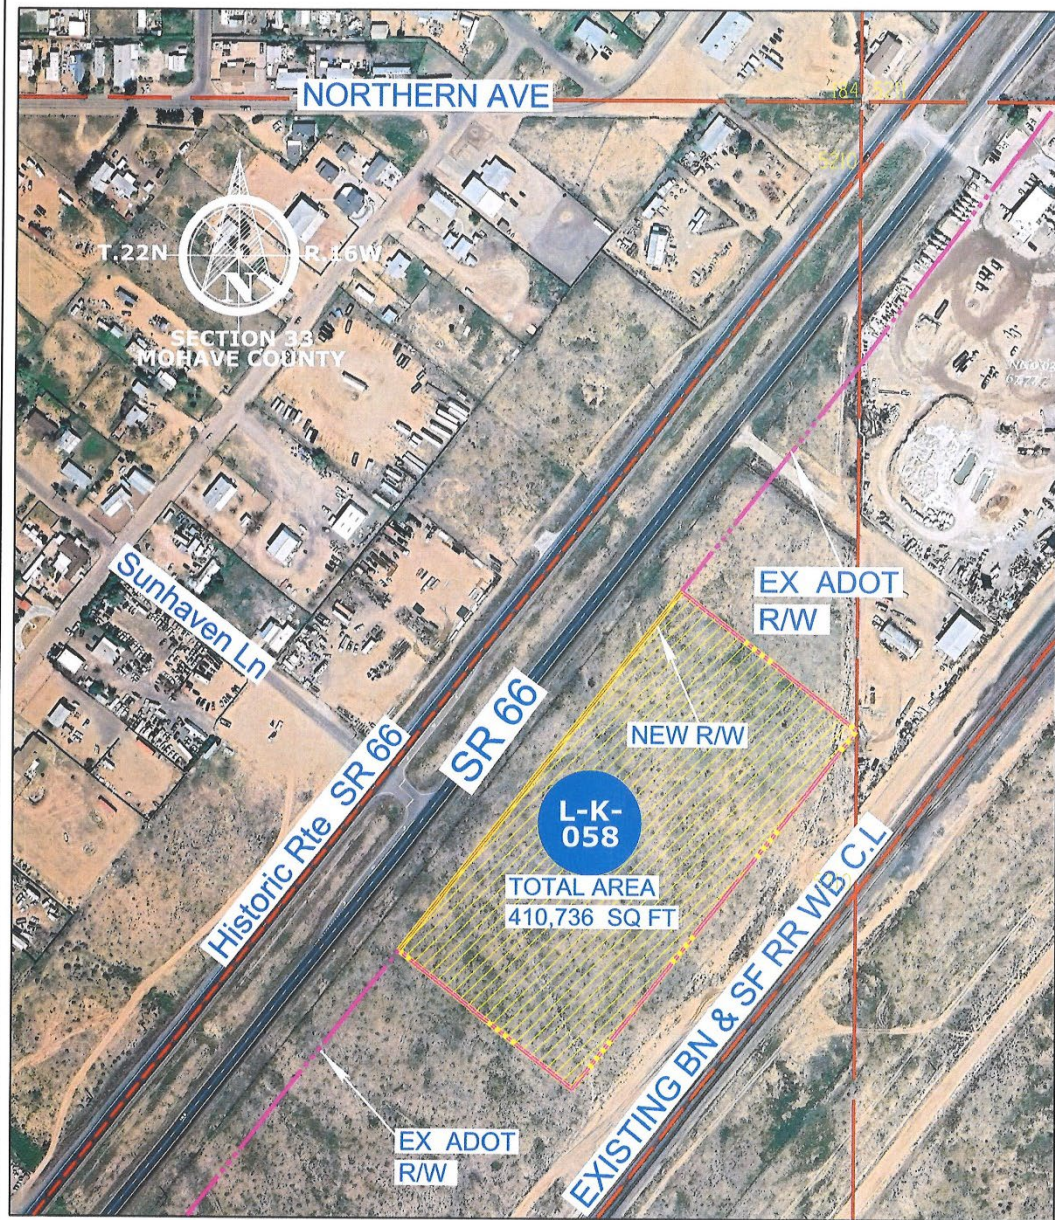 NORTHERN AVE
T.22N
R.16W
N
SECTION 33
MOHAVE COUNTY
Sunhaven Ln
EX ADOT
R/W
NEW R/W
SR 66
Historic Rte SR 66
L-K-
058
TOTAL AREA
410,736 SQ FT
EXISTING BN & SF RR WB C.L
EX ADOT
R/W